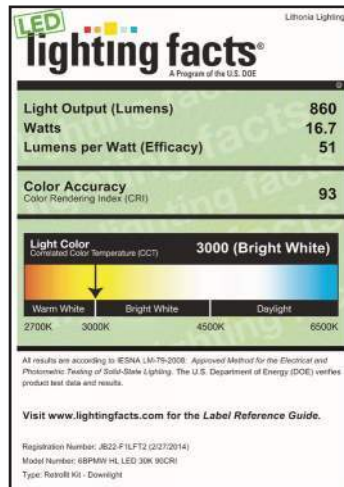 Lithonia Lighting
LED
lighting facts®
A Program of the U.S. DOE
Light Output (Lumens) 860
Watts 16.7
Lumens per Watt (Efficacy) 51
Color Accuracy
Color Rendering Index (CRI) 93
Light Color
Correlated Color Temperature (CCT) 3000 (Bright White)
Warm White Bright White Daylight
2700K 3000K 4500K 6500K
All results are according to IESNA LM-79-2008: Approved Method for the Electrical and
Photometric Testing of Solid-State Lighting. The U.S. Department of Energy (DOE) verifies
product test data and results.
Visit www.lightingfacts.com for the Label Reference Guide.
Registration Number: JB22-F1LFT2 (2/27/2014)
Model Number: 6BPMW HL LED 30K 90CRI
Type: Retrofit Kit - Downlight